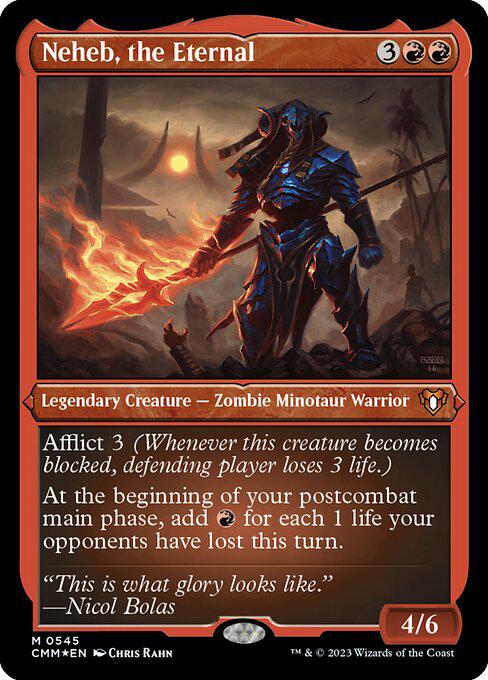 Neheb, the Eternal 3
RAHN
16
Legendary Creature — Zombie Minotaur Warrior
Afflict 3 (Whenever this creature becomes
blocked, defending player loses 3 life.)
At the beginning of your postcombat
main phase, add for each 1 life your
opponents have lost this turn.
“This is what glory looks like.”
—Nicol Bolas
4/6
M 0545
CMM★EN Chris Rahn
™ & © 2023 Wizards of the Coast